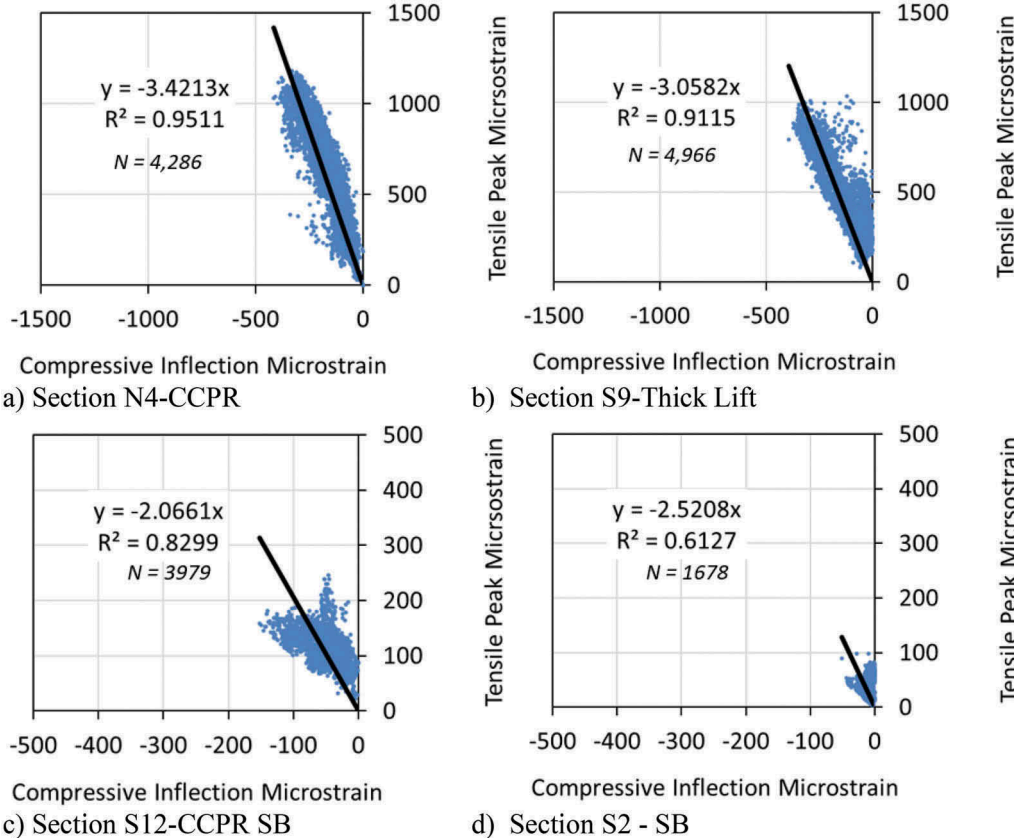 1500
1000
500
0
-1500 -1000 -500 0
y = -3.4213x
R² = 0.9511
N = 4,286
Tensile Peak Micrsostrain
Compressive Inflection Microstrain
a) Section N4-CCPR
1500
1000
500
0
-1500 -1000 -500 0
y = -3.0582x
R² = 0.9115
N = 4,966
Tensile Peak Micrsostrain
Compressive Inflection Microstrain
b) Section S9-Thick Lift
500
400
300
200
100
0
-500 -400 -300 -200 -100 0
y = -2.0661x
R² = 0.8299
N = 3979
Tensile Peak Micrsostrain
Compressive Inflection Microstrain
c) Section S12-CCPR SB
500
400
300
200
100
0
-500 -400 -300 -200 -100 0
y = -2.5208x
R² = 0.6127
N = 1678
Tensile Peak Micrsostrain
Compressive Inflection Microstrain
d) Section S2 - SB